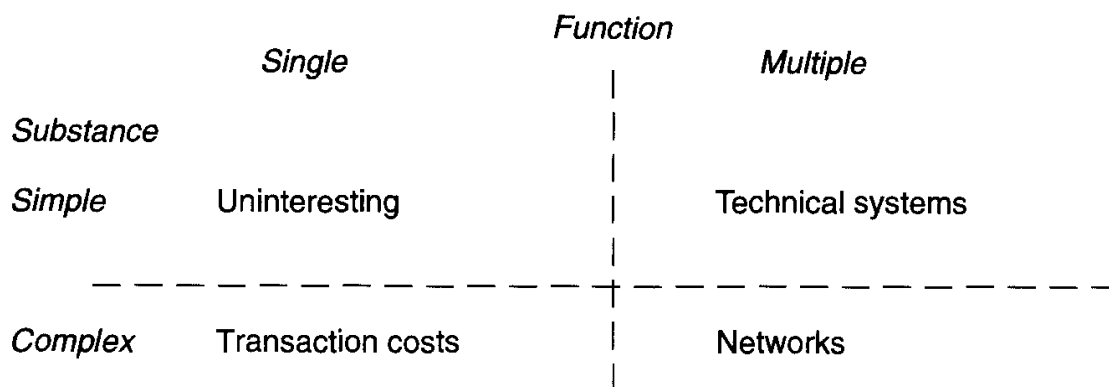 Function
Single Multiple
Substance
Simple Uninteresting Technical systems
Complex Transaction costs Networks